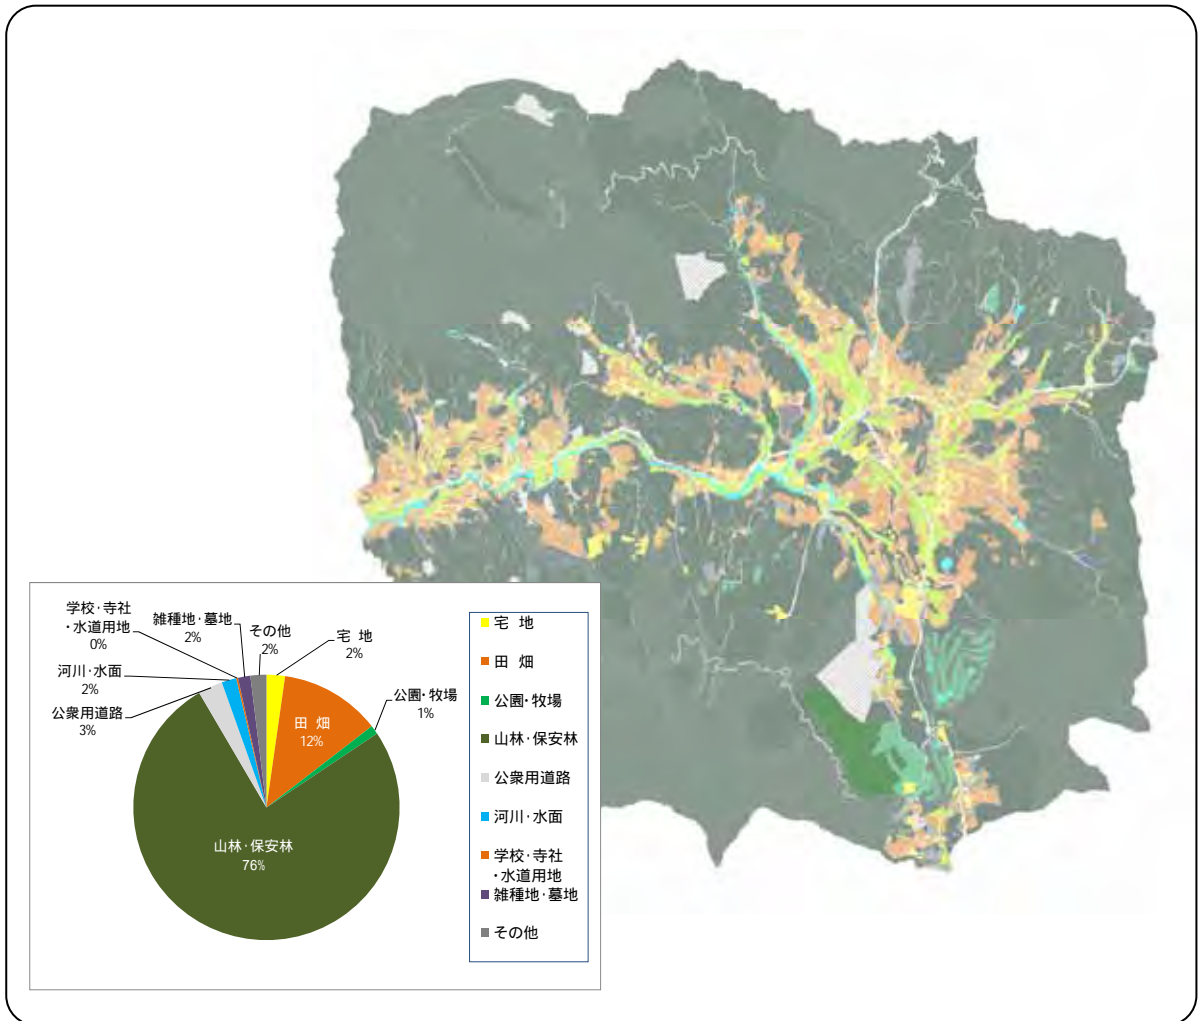 学校・寺社
・水道用地
0%
雑種地・墓地
2%
その他
2%
宅 地
2%
河川・水面
2%
公園・牧場
1%
公衆用道路
3%
田 畑
12%
山林・保安林
76%
宅 地
田 畑
公園・牧場
山林・保安林
公衆用道路
河川・水面
学校・寺社
・水道用地
雑種地・墓地
その他